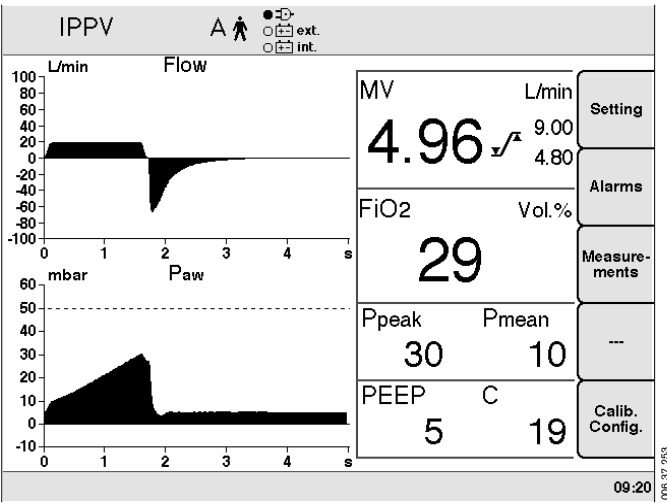 IPPV
A
ext.
int.
L/min
Flow
100
80
60
40
20
0
-20
-40
-60
-80
-100
0 1 2 3 4 s
mbar
Paw
60
50
40
30
20
10
0
-10
0 1 2 3 4 s
MV L/min
4.96 9.00
4.80
FiO2 Vol.%
29
Ppeak Pmean
30 10
PEEP C
5 19
Setting
Alarms
Measure-
ments
---
Calib.
Config.
09:20